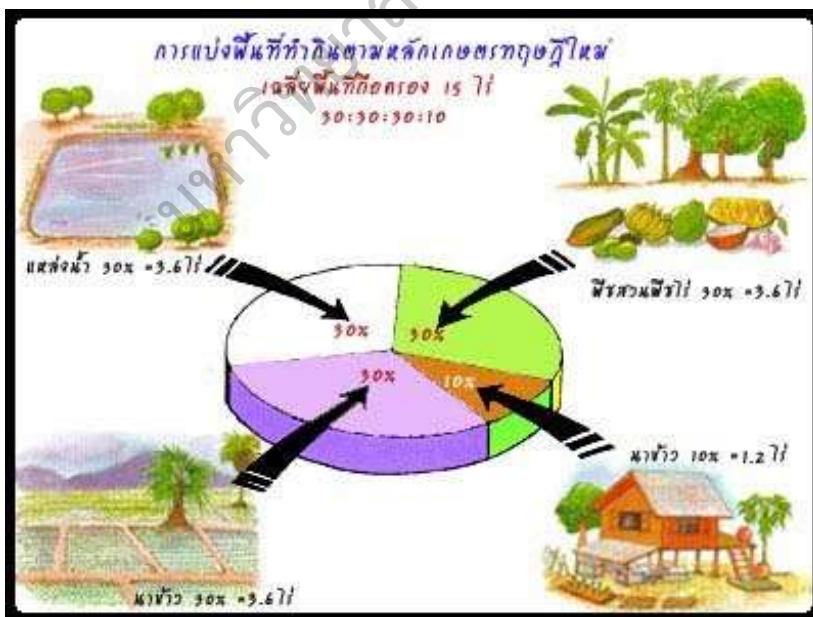 การแบ่งพื้นที่ทำกินตามหลักเกษตรทฤษฎีใหม่
เฉลี่ยพื้นที่ถือครอง 15 ไร่
30:30:30:10
แหล่งน้ำ 30% =3.6ไร่
พืชสวนพืชไร่ 30% =3.6ไร่
30%
30%
30%
10%
นาข้าว 10% =1.2ไร่
นาข้าว 30% =3.6ไร่